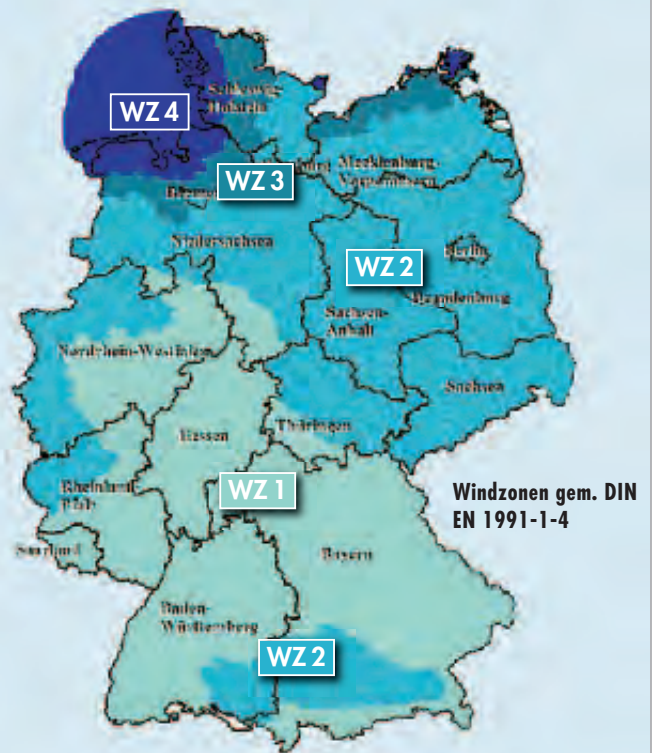 Schleswig-
Holstein
WZ 4
Mecklenburg-
Vorpommern
WZ 3
Niedersachsen
Berlin
WZ 2
Brandenburg
Sachsen-
Anhalt
Nordrhein-Westfalen
Sachsen
Thüringen
Hessen
WZ 1
Rheinland-
Pfalz
Windzonen gem. DIN
EN 1991-1-4
Saarland
Bayern
Baden-
Württemberg
WZ 2